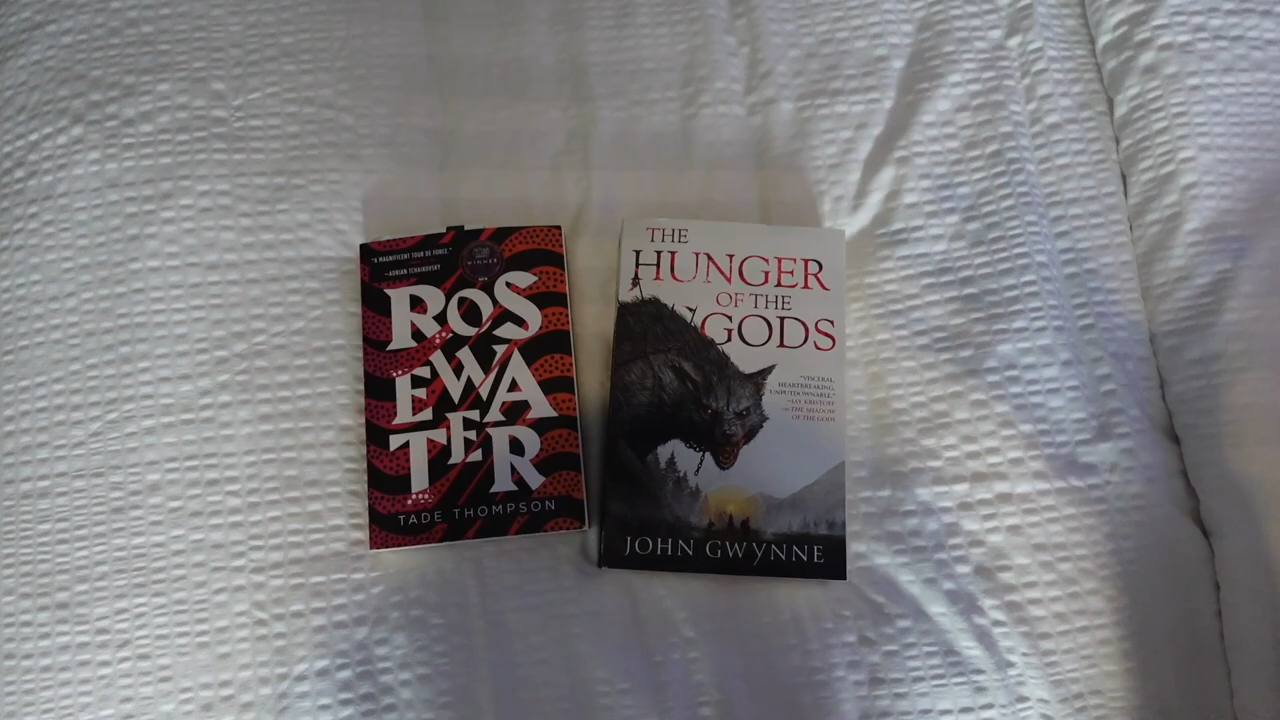 "A MAGNIFICENT TOUR DE FORCE."
—ADRIAN TCHAIKOVSKY
WINNER
ROS
EWA
TER
TADE THOMPSON
THE
HUNGER
OF THE
GODS
"VISCERAL,
HEARTBREAKING,
UNPUTDOWNABLE."
—JAY KRISTOFF
on THE SHADOW
OF THE GODS
JOHN GWYNNE